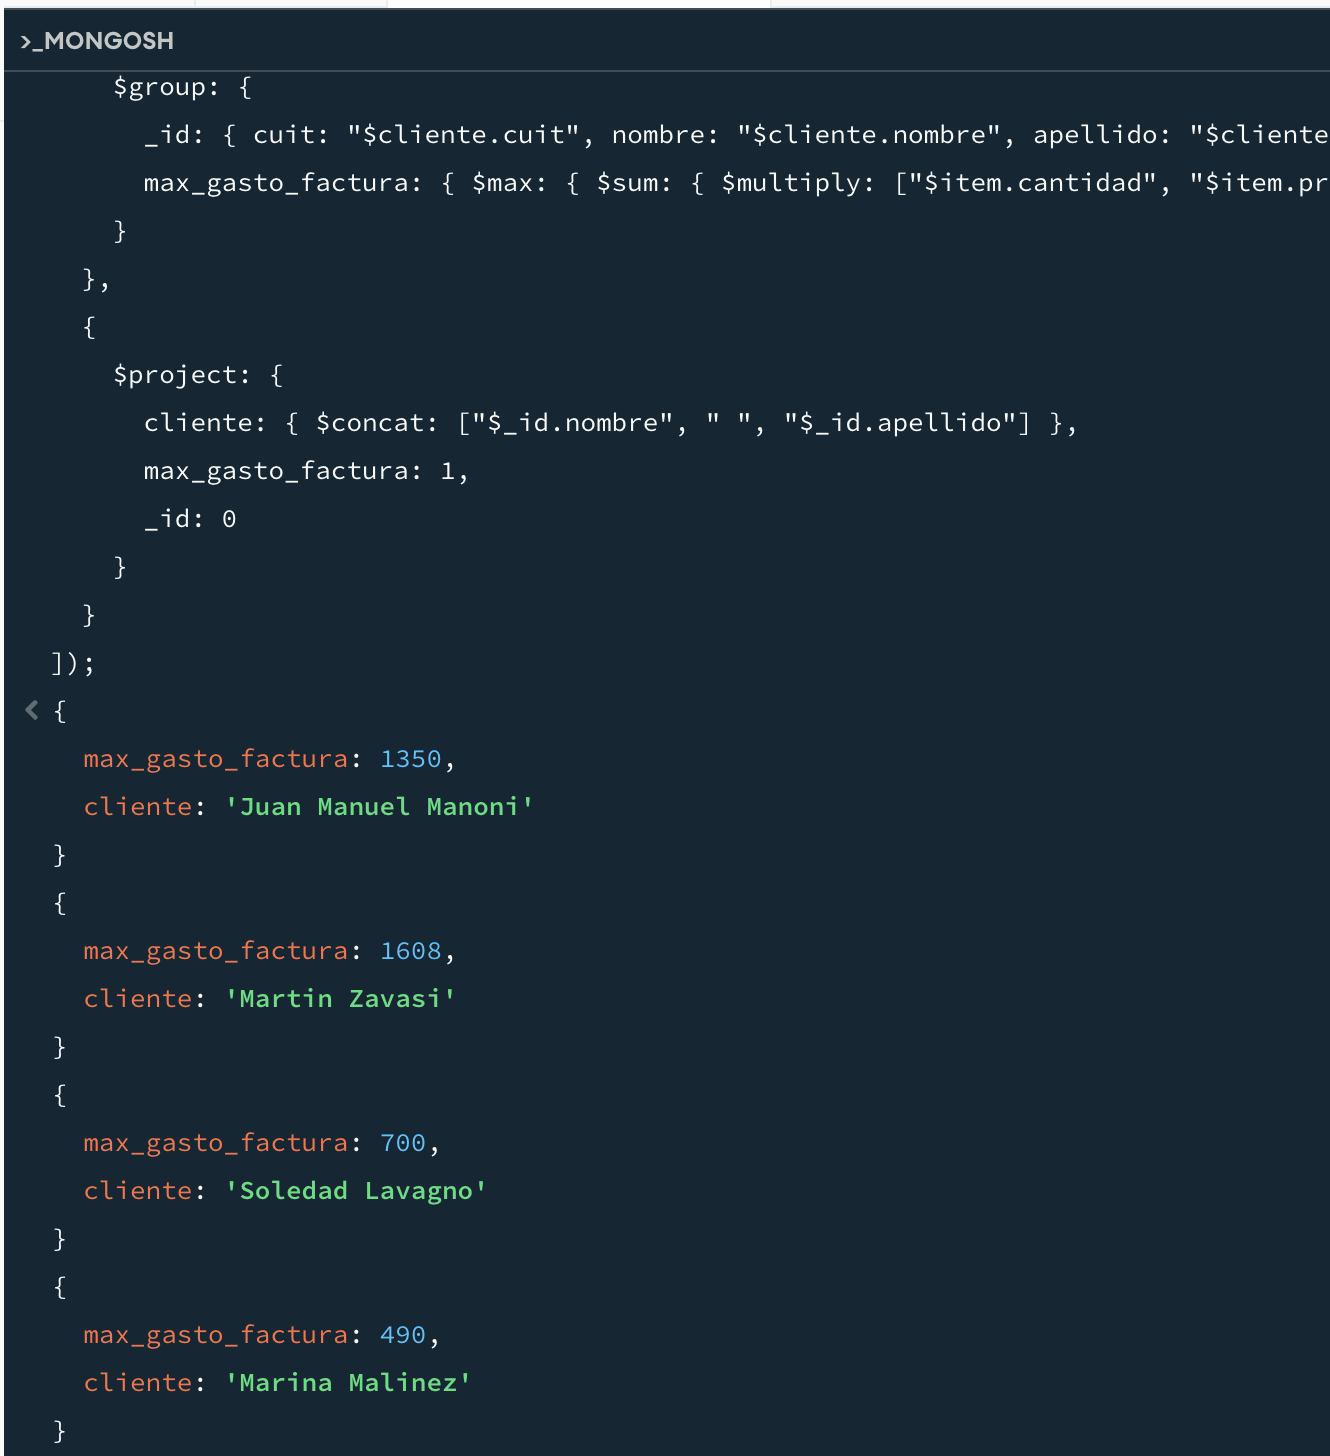 >_MONGOSH
$group: {
_id: { cuit: "$cliente.cuit", nombre: "$cliente.nombre", apellido: "$cliente
max_gasto_factura: { $max: { $sum: { $multiply: ["$item.cantidad", "$item.pr
}
},
{
$project: {
cliente: { $concat: ["$_id.nombre", " ", "$_id.apellido"] },
max_gasto_factura: 1,
_id: 0
}
}
]);
< {
max_gasto_factura: 1350,
cliente: 'Juan Manuel Manoni'
}
{
max_gasto_factura: 1608,
cliente: 'Martin Zavasi'
}
{
max_gasto_factura: 700,
cliente: 'Soledad Lavagno'
}
{
max_gasto_factura: 490,
cliente: 'Marina Malinez'
}